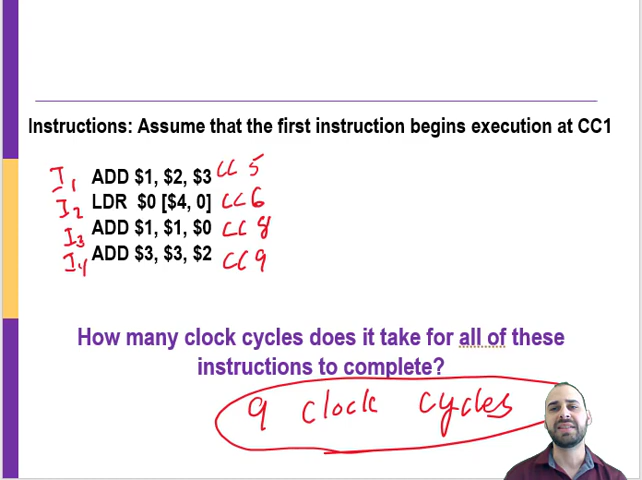 Instructions: Assume that the first instruction begins execution at CC1
I1 ADD $1, $2, $3 CC 5
I2 LDR $0 [$4, 0] CC6
I3 ADD $1, $1, $0 CC 8
I4 ADD $3, $3, $2 CC 9
How many clock cycles does it take for all of these
instructions to complete?
9 clock cycles